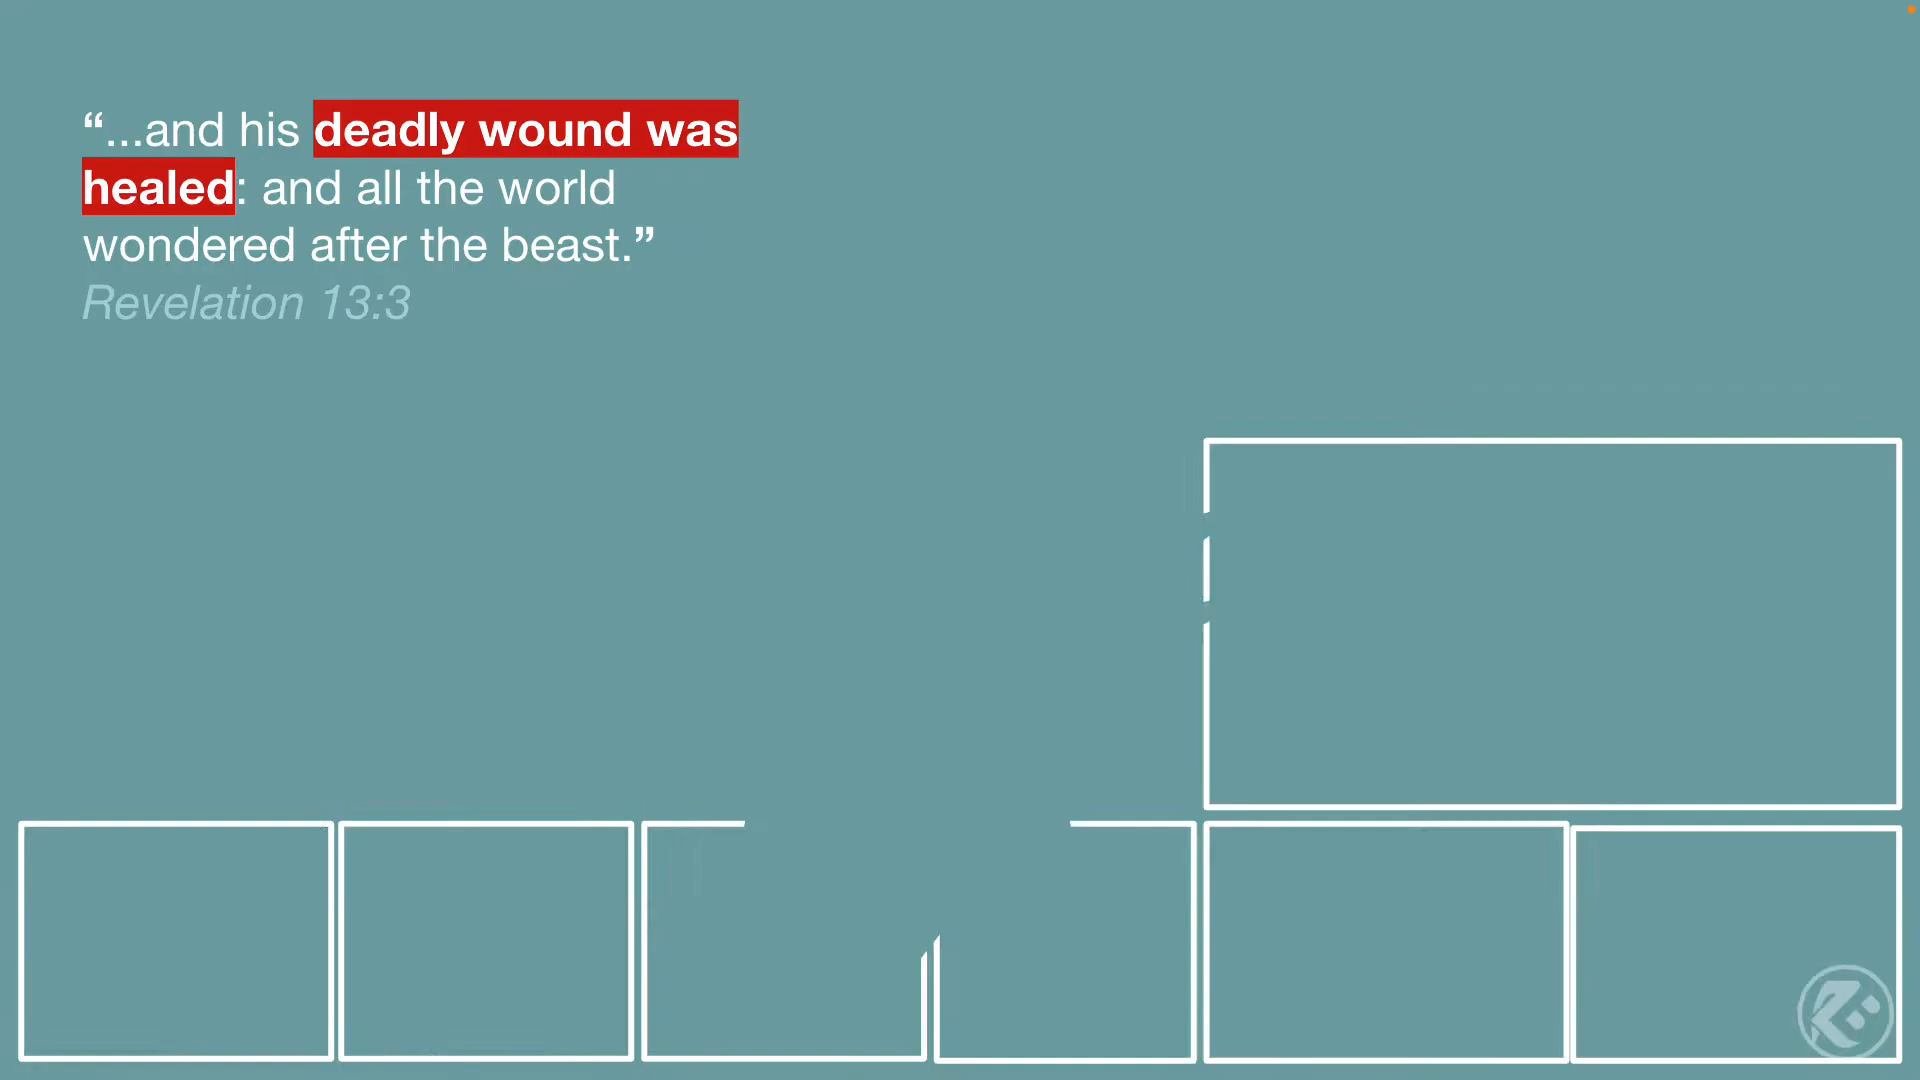 “...and his deadly wound was
healed: and all the world
wondered after the beast.”
Revelation 13:3